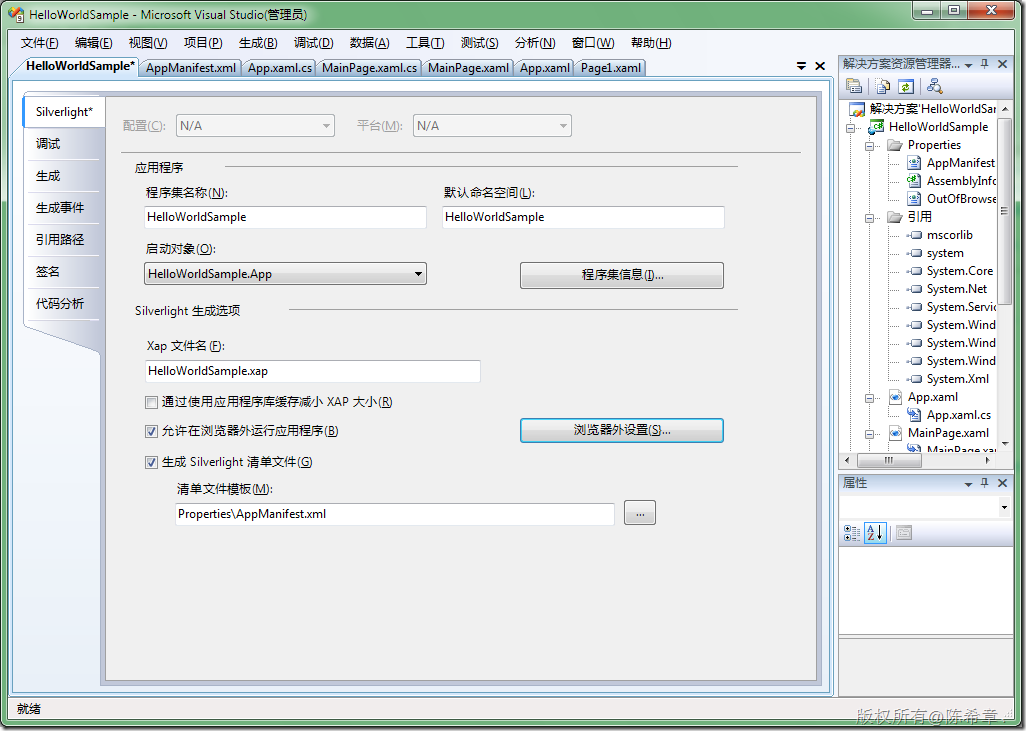 HelloWorldSample - Microsoft Visual Studio(管理员)
文件(F) 编辑(E) 视图(V) 项目(P) 生成(B) 调试(D) 数据(A) 工具(T) 测试(S) 分析(N) 窗口(W) 帮助(H)
HelloWorldSample* AppManifest.xml App.xaml.cs MainPage.xaml.cs MainPage.xaml App.xaml Page1.xaml
Silverlight*
调试
生成
生成事件
引用路径
签名
代码分析
配置(C): N/A 平台(M): N/A
应用程序
程序集名称(N): 默认命名空间(L):
HelloWorldSample HelloWorldSample
启动对象(O):
HelloWorldSample.App 程序集信息(I)...
Silverlight 生成选项
Xap 文件名(F):
HelloWorldSample.xap
通过使用应用程序库缓存减小 XAP 大小(R)
允许在浏览器外运行应用程序(B) 浏览器外设置(S)...
生成 Silverlight 清单文件(G)
清单文件模板(M):
Properties\AppManifest.xml ...
解决方案资源管理器...
解决方案'HelloWorldSar
HelloWorldSample
Properties
AppManifest
AssemblyInfo
OutOfBrowse
引用
mscorlib
system
System.Core
System.Net
System.Servic
System.Wind
System.Wind
System.Wind
System.Xml
App.xaml
App.xaml.cs
MainPage.xaml
MainPage.xar
属性
就绪
版权所有@陈希章